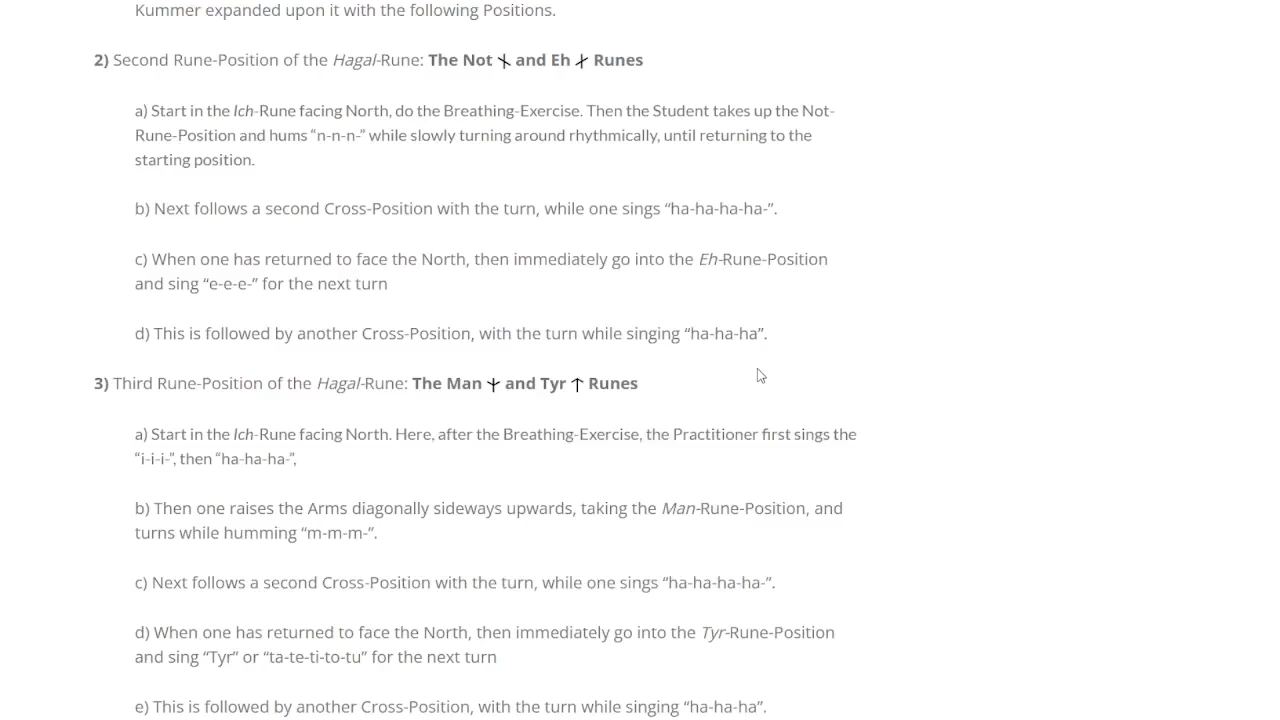 Kummer expanded upon it with the following Positions.
2) Second Rune-Position of the Hagal-Rune: The Not ᚾ and Eh ᛅ Runes
a) Start in the Ich-Rune facing North, do the Breathing-Exercise. Then the Student takes up the Not-
Rune-Position and hums “n-n-n-” while slowly turning around rhythmically, until returning to the
starting position.
b) Next follows a second Cross-Position with the turn, while one sings “ha-ha-ha-ha-”.
c) When one has returned to face the North, then immediately go into the Eh-Rune-Position
and sing “e-e-e-” for the next turn
d) This is followed by another Cross-Position, with the turn while singing “ha-ha-ha”.
3) Third Rune-Position of the Hagal-Rune: The Man ᛉ and Tyr ᛏ Runes
a) Start in the Ich-Rune facing North. Here, after the Breathing-Exercise, the Practitioner first sings the
“i-i-i-”, then “ha-ha-ha-”,
b) Then one raises the Arms diagonally sideways upwards, taking the Man-Rune-Position, and
turns while humming “m-m-m-”.
c) Next follows a second Cross-Position with the turn, while one sings “ha-ha-ha-ha-”.
d) When one has returned to face the North, then immediately go into the Tyr-Rune-Position
and sing “Tyr” or “ta-te-ti-to-tu” for the next turn
e) This is followed by another Cross-Position, with the turn while singing “ha-ha-ha”.